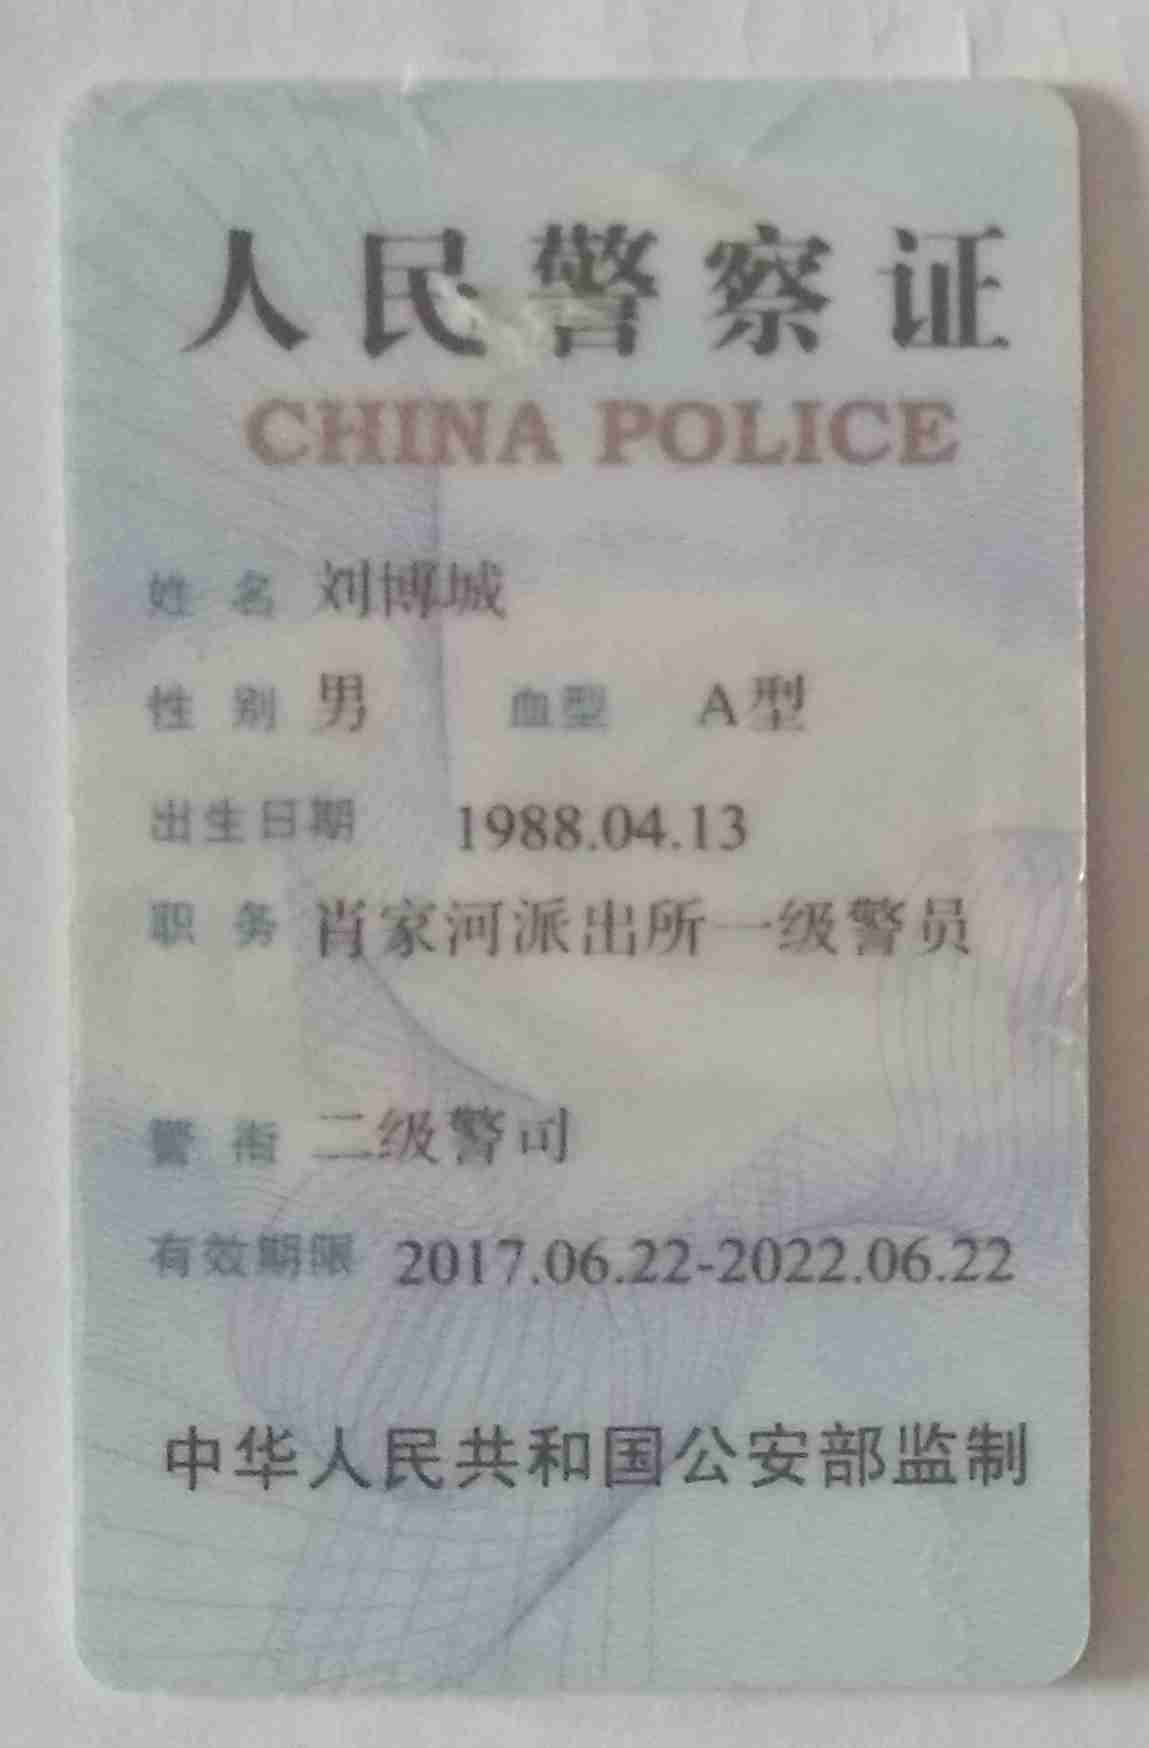 人民警察证
CHINA POLICE
姓 名 刘博城
性 别 男 血型 A型
出生日期 1988.04.13
职 务 肖家河派出所一级警员
警 衔 二级警司
有效期限 2017.06.22-2022.06.22
中华人民共和国公安部监制